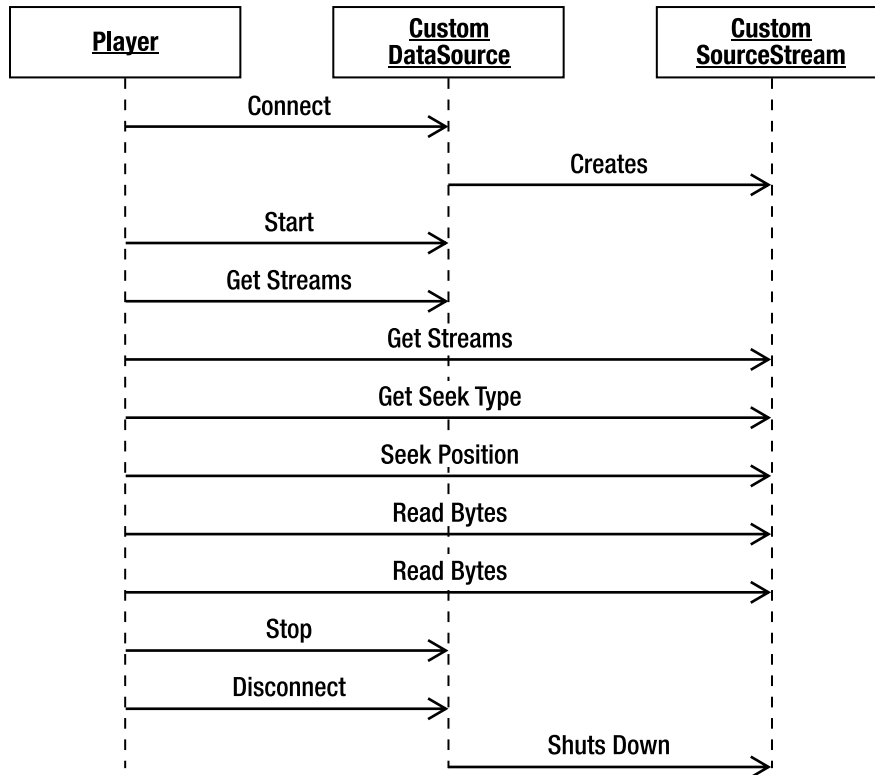 Player
Custom
DataSource
Custom
SourceStream
Connect
Creates
Start
Get Streams
Get Streams
Get Seek Type
Seek Position
Read Bytes
Read Bytes
Stop
Disconnect
Shuts Down